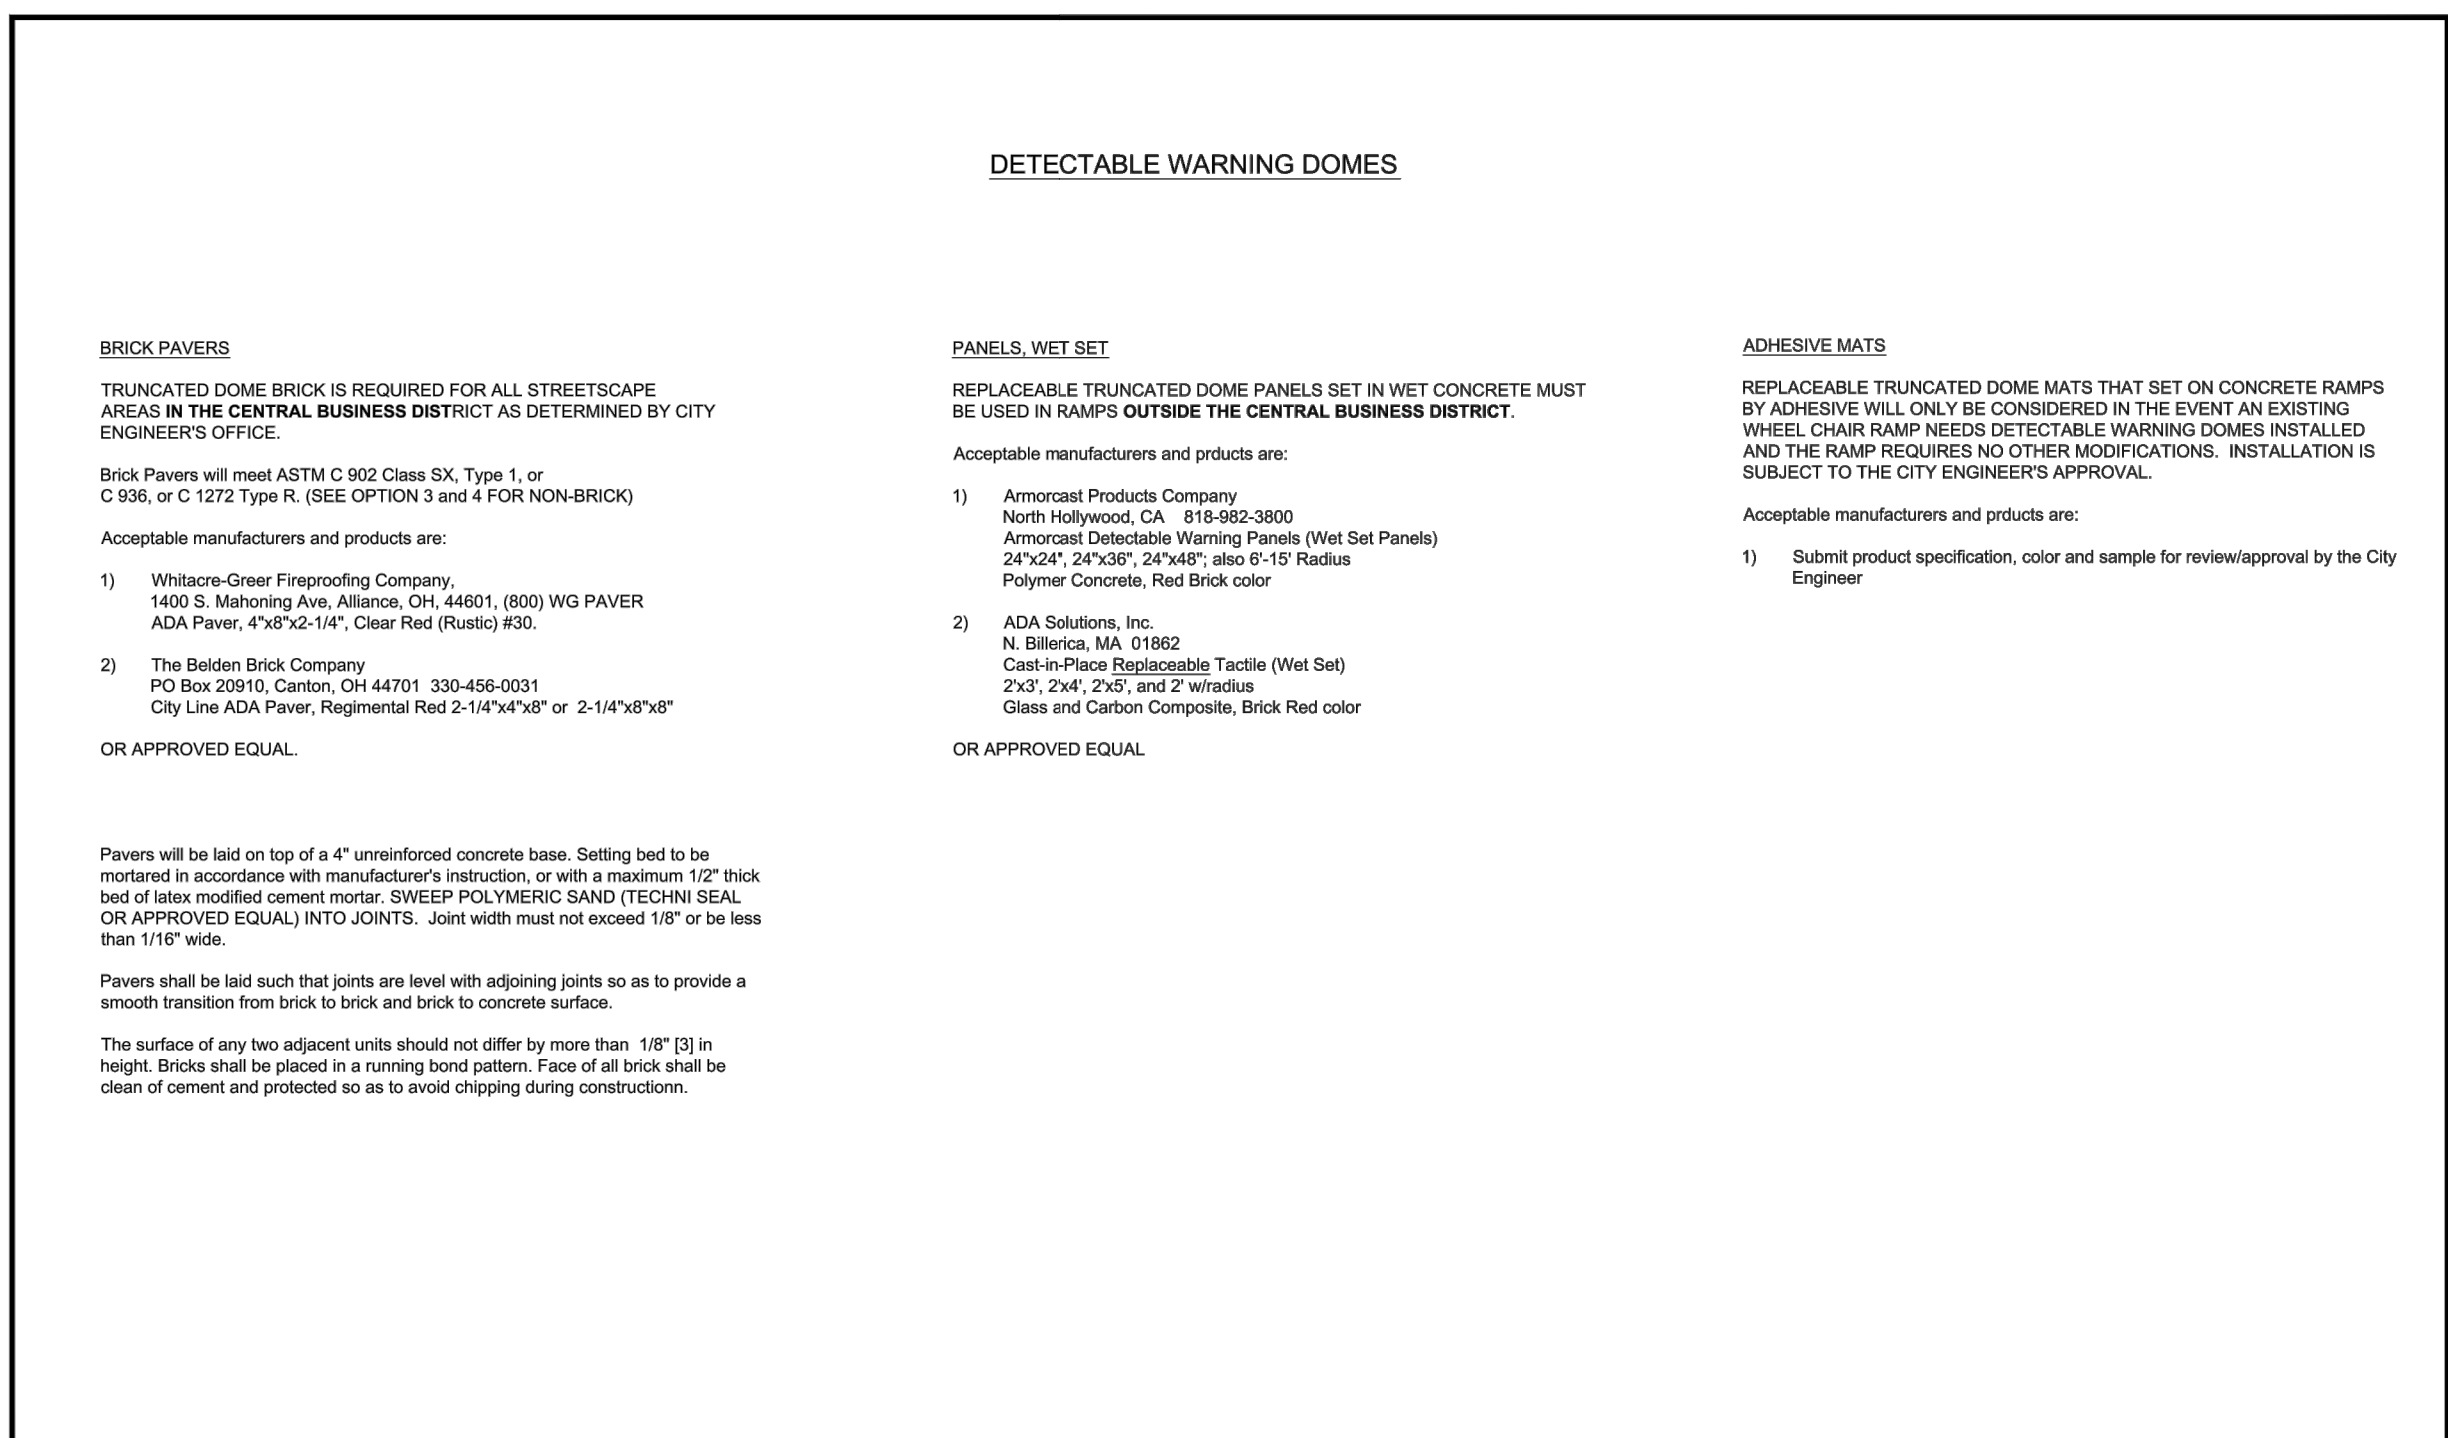 DETECTABLE WARNING DOMES
BRICK PAVERS
TRUNCATED DOME BRICK IS REQUIRED FOR ALL STREETSCAPE
AREAS IN THE CENTRAL BUSINESS DISTRICT AS DETERMINED BY CITY
ENGINEER'S OFFICE.
Brick Pavers will meet ASTM C 902 Class SX, Type 1, or
C 936, or C 1272 Type R. (SEE OPTION 3 and 4 FOR NON-BRICK)
Acceptable manufacturers and products are:
1) Whitacre-Greer Fireproofing Company,
1400 S. Mahoning Ave, Alliance, OH, 44601, (800) WG PAVER
ADA Paver, 4"x8"x2-1/4", Clear Red (Rustic) #30.
2) The Belden Brick Company
PO Box 20910, Canton, OH 44701 330-456-0031
City Line ADA Paver, Regimental Red 2-1/4"x4"x8" or 2-1/4"x8"x8"
OR APPROVED EQUAL.
Pavers will be laid on top of a 4" unreinforced concrete base. Setting bed to be
mortared in accordance with manufacturer's instruction, or with a maximum 1/2" thick
bed of latex modified cement mortar. SWEEP POLYMERIC SAND (TECHNI SEAL
OR APPROVED EQUAL) INTO JOINTS. Joint width must not exceed 1/8" or be less
than 1/16" wide.
Pavers shall be laid such that joints are level with adjoining joints so as to provide a
smooth transition from brick to brick and brick to concrete surface.
The surface of any two adjacent units should not differ by more than 1/8" [3] in
height. Bricks shall be placed in a running bond pattern. Face of all brick shall be
clean of cement and protected so as to avoid chipping during constructionn.
PANELS, WET SET
REPLACEABLE TRUNCATED DOME PANELS SET IN WET CONCRETE MUST
BE USED IN RAMPS OUTSIDE THE CENTRAL BUSINESS DISTRICT.
Acceptable manufacturers and prducts are:
1) Armorcast Products Company
North Hollywood, CA 818-982-3800
Armorcast Detectable Warning Panels (Wet Set Panels)
24"x24", 24"x36", 24"x48"; also 6'-15' Radius
Polymer Concrete, Red Brick color
2) ADA Solutions, Inc.
N. Billerica, MA 01862
Cast-in-Place Replaceable Tactile (Wet Set)
2'x3', 2'x4', 2'x5', and 2' w/radius
Glass and Carbon Composite, Brick Red color
OR APPROVED EQUAL
ADHESIVE MATS
REPLACEABLE TRUNCATED DOME MATS THAT SET ON CONCRETE RAMPS
BY ADHESIVE WILL ONLY BE CONSIDERED IN THE EVENT AN EXISTING
WHEEL CHAIR RAMP NEEDS DETECTABLE WARNING DOMES INSTALLED
AND THE RAMP REQUIRES NO OTHER MODIFICATIONS. INSTALLATION IS
SUBJECT TO THE CITY ENGINEER'S APPROVAL.
Acceptable manufacturers and prducts are:
1) Submit product specification, color and sample for review/approval by the City
Engineer